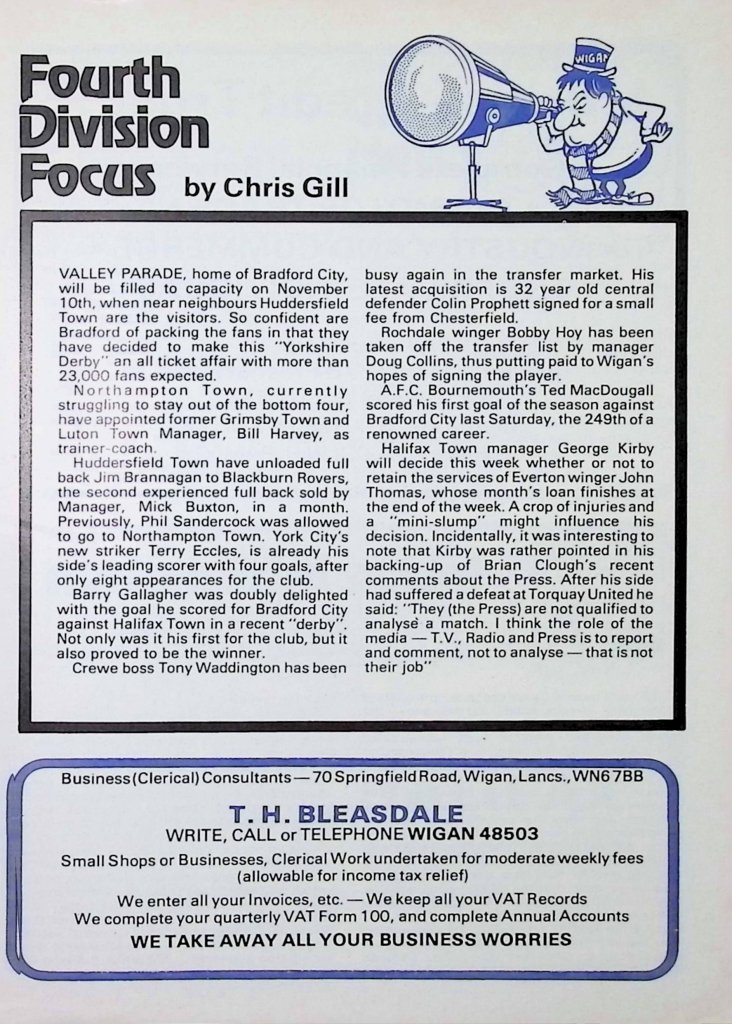 Fourth
Division
Focus by Chris Gill
WIGAN
VALLEY PARADE, home of Bradford City,
will be filled to capacity on November
10th, when near neighbours Huddersfield
Town are the visitors. So confident are
Bradford of packing the fans in that they
have decided to make this "Yorkshire
Derby" an all ticket affair with more than
23,000 fans expected.
Northampton Town, currently
struggling to stay out of the bottom four,
have appointed former Grimsby Town and
Luton Town Manager, Bill Harvey, as
trainer-coach.
Huddersfield Town have unloaded full
back Jim Brannagan to Blackburn Rovers,
the second experienced full back sold by
Manager, Mick Buxton, in a month.
Previously, Phil Sandercock was allowed
to go to Northampton Town. York City's
new striker Terry Eccles, is already his
side's leading scorer with four goals, after
only eight appearances for the club.
Barry Gallagher was doubly delighted
with the goal he scored for Bradford City
against Halifax Town in a recent "derby".
Not only was it his first for the club, but it
also proved to be the winner.
Crewe boss Tony Waddington has been
busy again in the transfer market. His
latest acquisition is 32 year old central
defender Colin Prophett signed for a small
fee from Chesterfield.
Rochdale winger Bobby Hoy has been
taken off the transfer list by manager
Doug Collins, thus putting paid to Wigan's
hopes of signing the player.
A.F.C. Bournemouth's Ted MacDougall
scored his first goal of the season against
Bradford City last Saturday, the 249th of a
renowned career.
Halifax Town manager George Kirby
will decide this week whether or not to
retain the services of Everton winger John
Thomas, whose month's loan finishes at
the end of the week. A crop of injuries and
a "mini-slump" might influence his
decision. Incidentally, it was interesting to
note that Kirby was rather pointed in his
backing-up of Brian Clough's recent
comments about the Press. After his side
had suffered a defeat at Torquay United he
said: "They (the Press) are not qualified to
analyse a match. I think the role of the
media — T.V., Radio and Press is to report
and comment, not to analyse — that is not
their job"
Business (Clerical) Consultants — 70 Springfield Road, Wigan, Lancs., WN6 7BB
T. H. BLEASDALE
WRITE, CALL or TELEPHONE WIGAN 48503
Small Shops or Businesses, Clerical Work undertaken for moderate weekly fees
(allowable for income tax relief)
We enter all your Invoices, etc. — We keep all your VAT Records
We complete your quarterly VAT Form 100, and complete Annual Accounts
WE TAKE AWAY ALL YOUR BUSINESS WORRIES